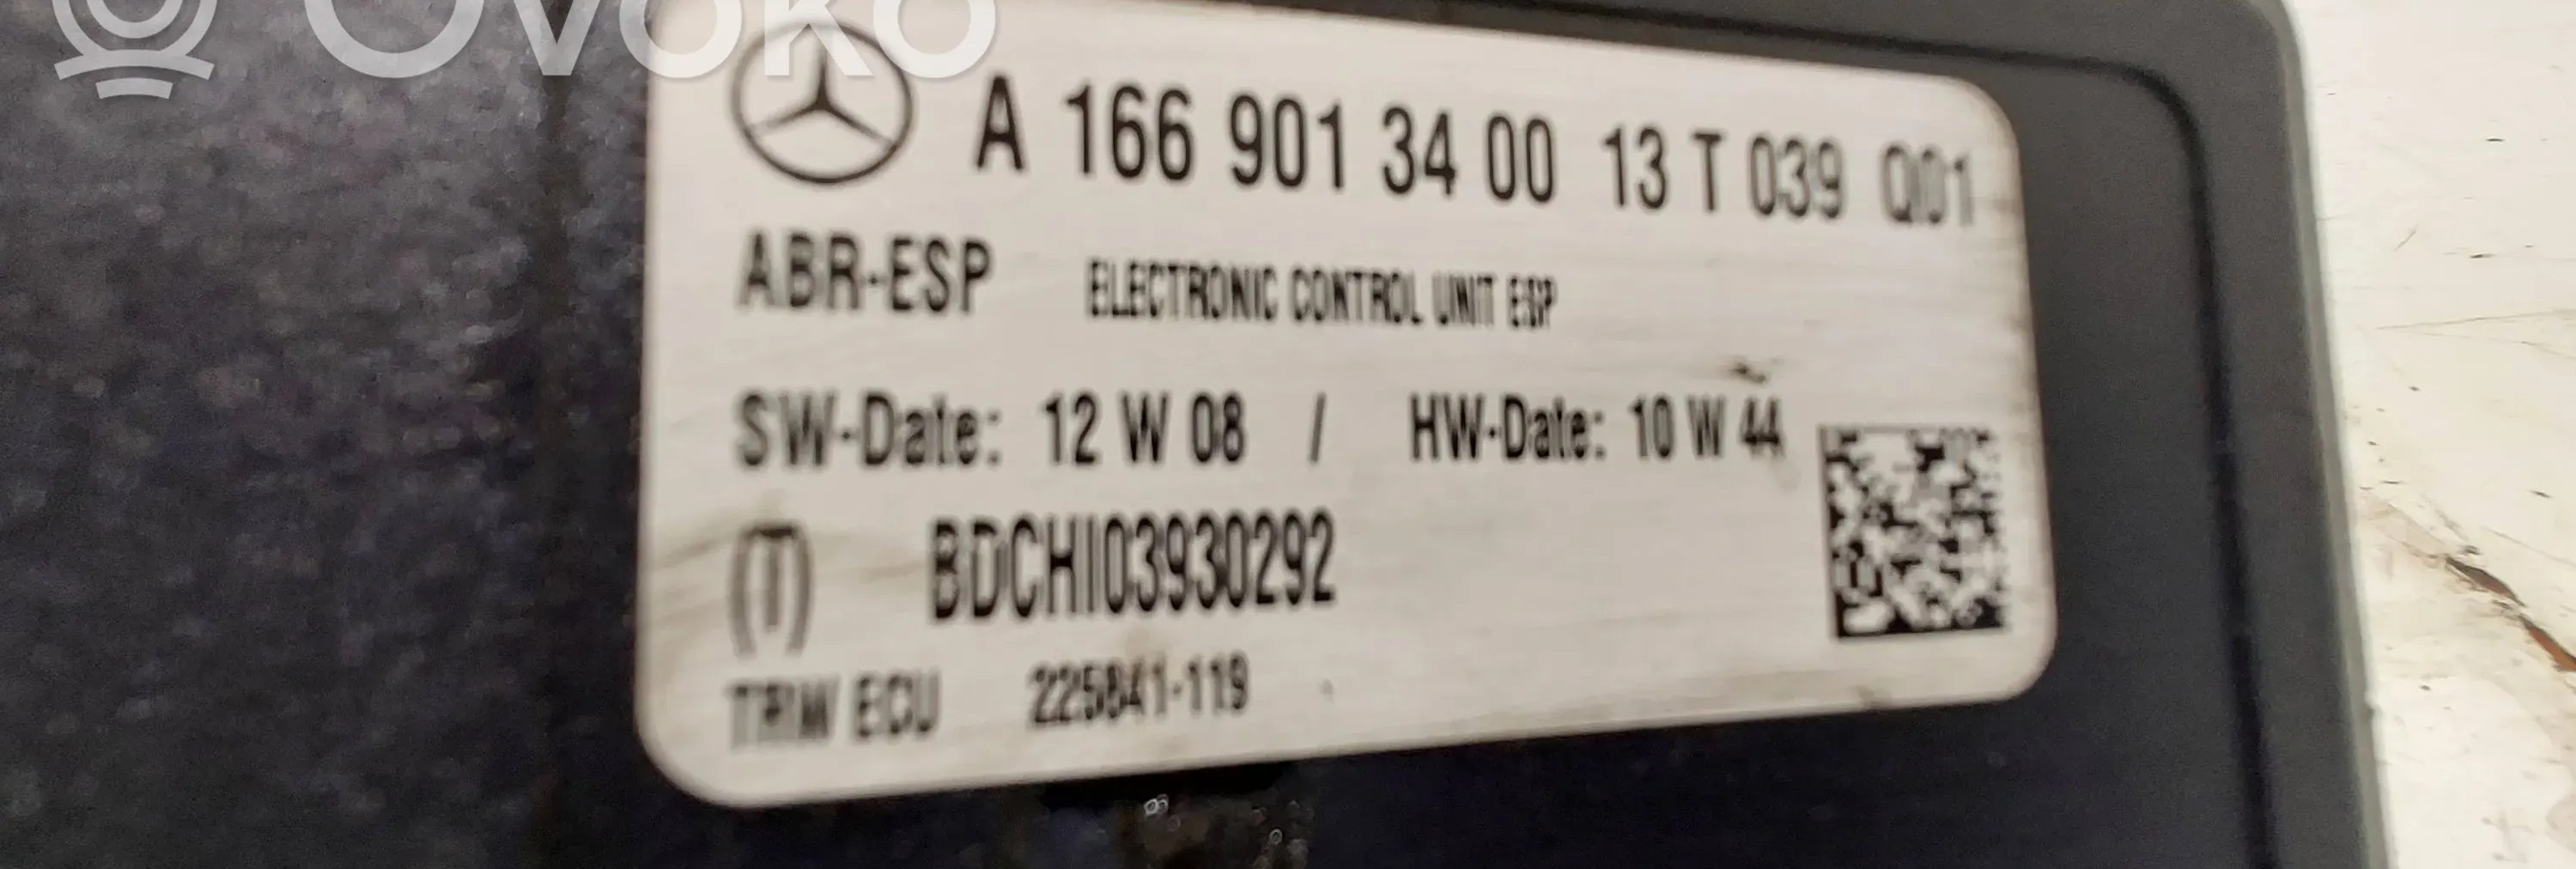 Ovoko
A 166 901 34 00 13 T 039 Q01
ABR-ESP ELECTRONIC CONTROL UNIT ESP
SW-Date: 12 W 08 / HW-Date: 10 W 44
BDCHI03930292
TRW ECU 225841-119